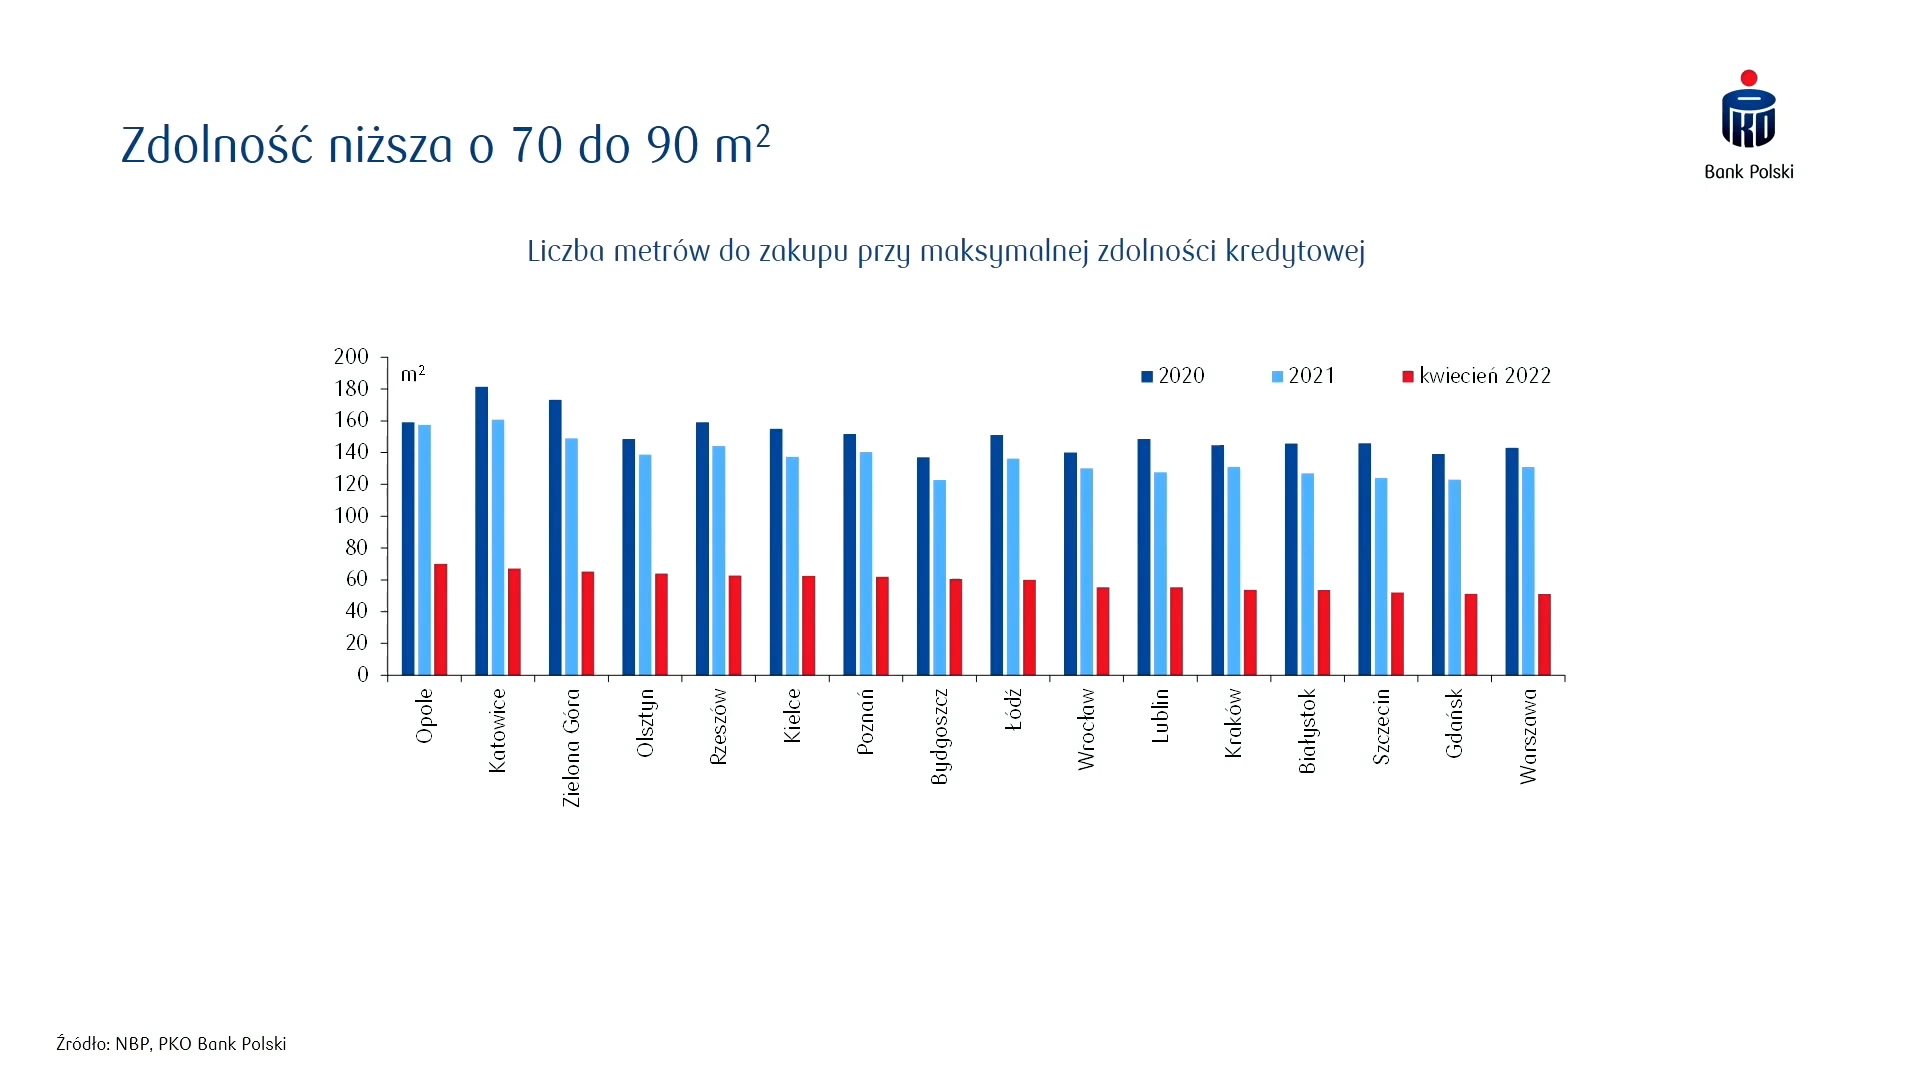 PKO
Bank Polski
Zdolność niższa o 70 do 90 m²
Liczba metrów do zakupu przy maksymalnej zdolności kredytowej
m²
2020
2021
kwiecień 2022
200
180
160
140
120
100
80
60
40
20
0
Opole
Katowice
Zielona Góra
Olsztyn
Rzeszów
Kielce
Poznań
Bydgoszcz
Łódź
Wrocław
Lublin
Kraków
Białystok
Szczecin
Gdańsk
Warszawa
Źródło: NBP, PKO Bank Polski